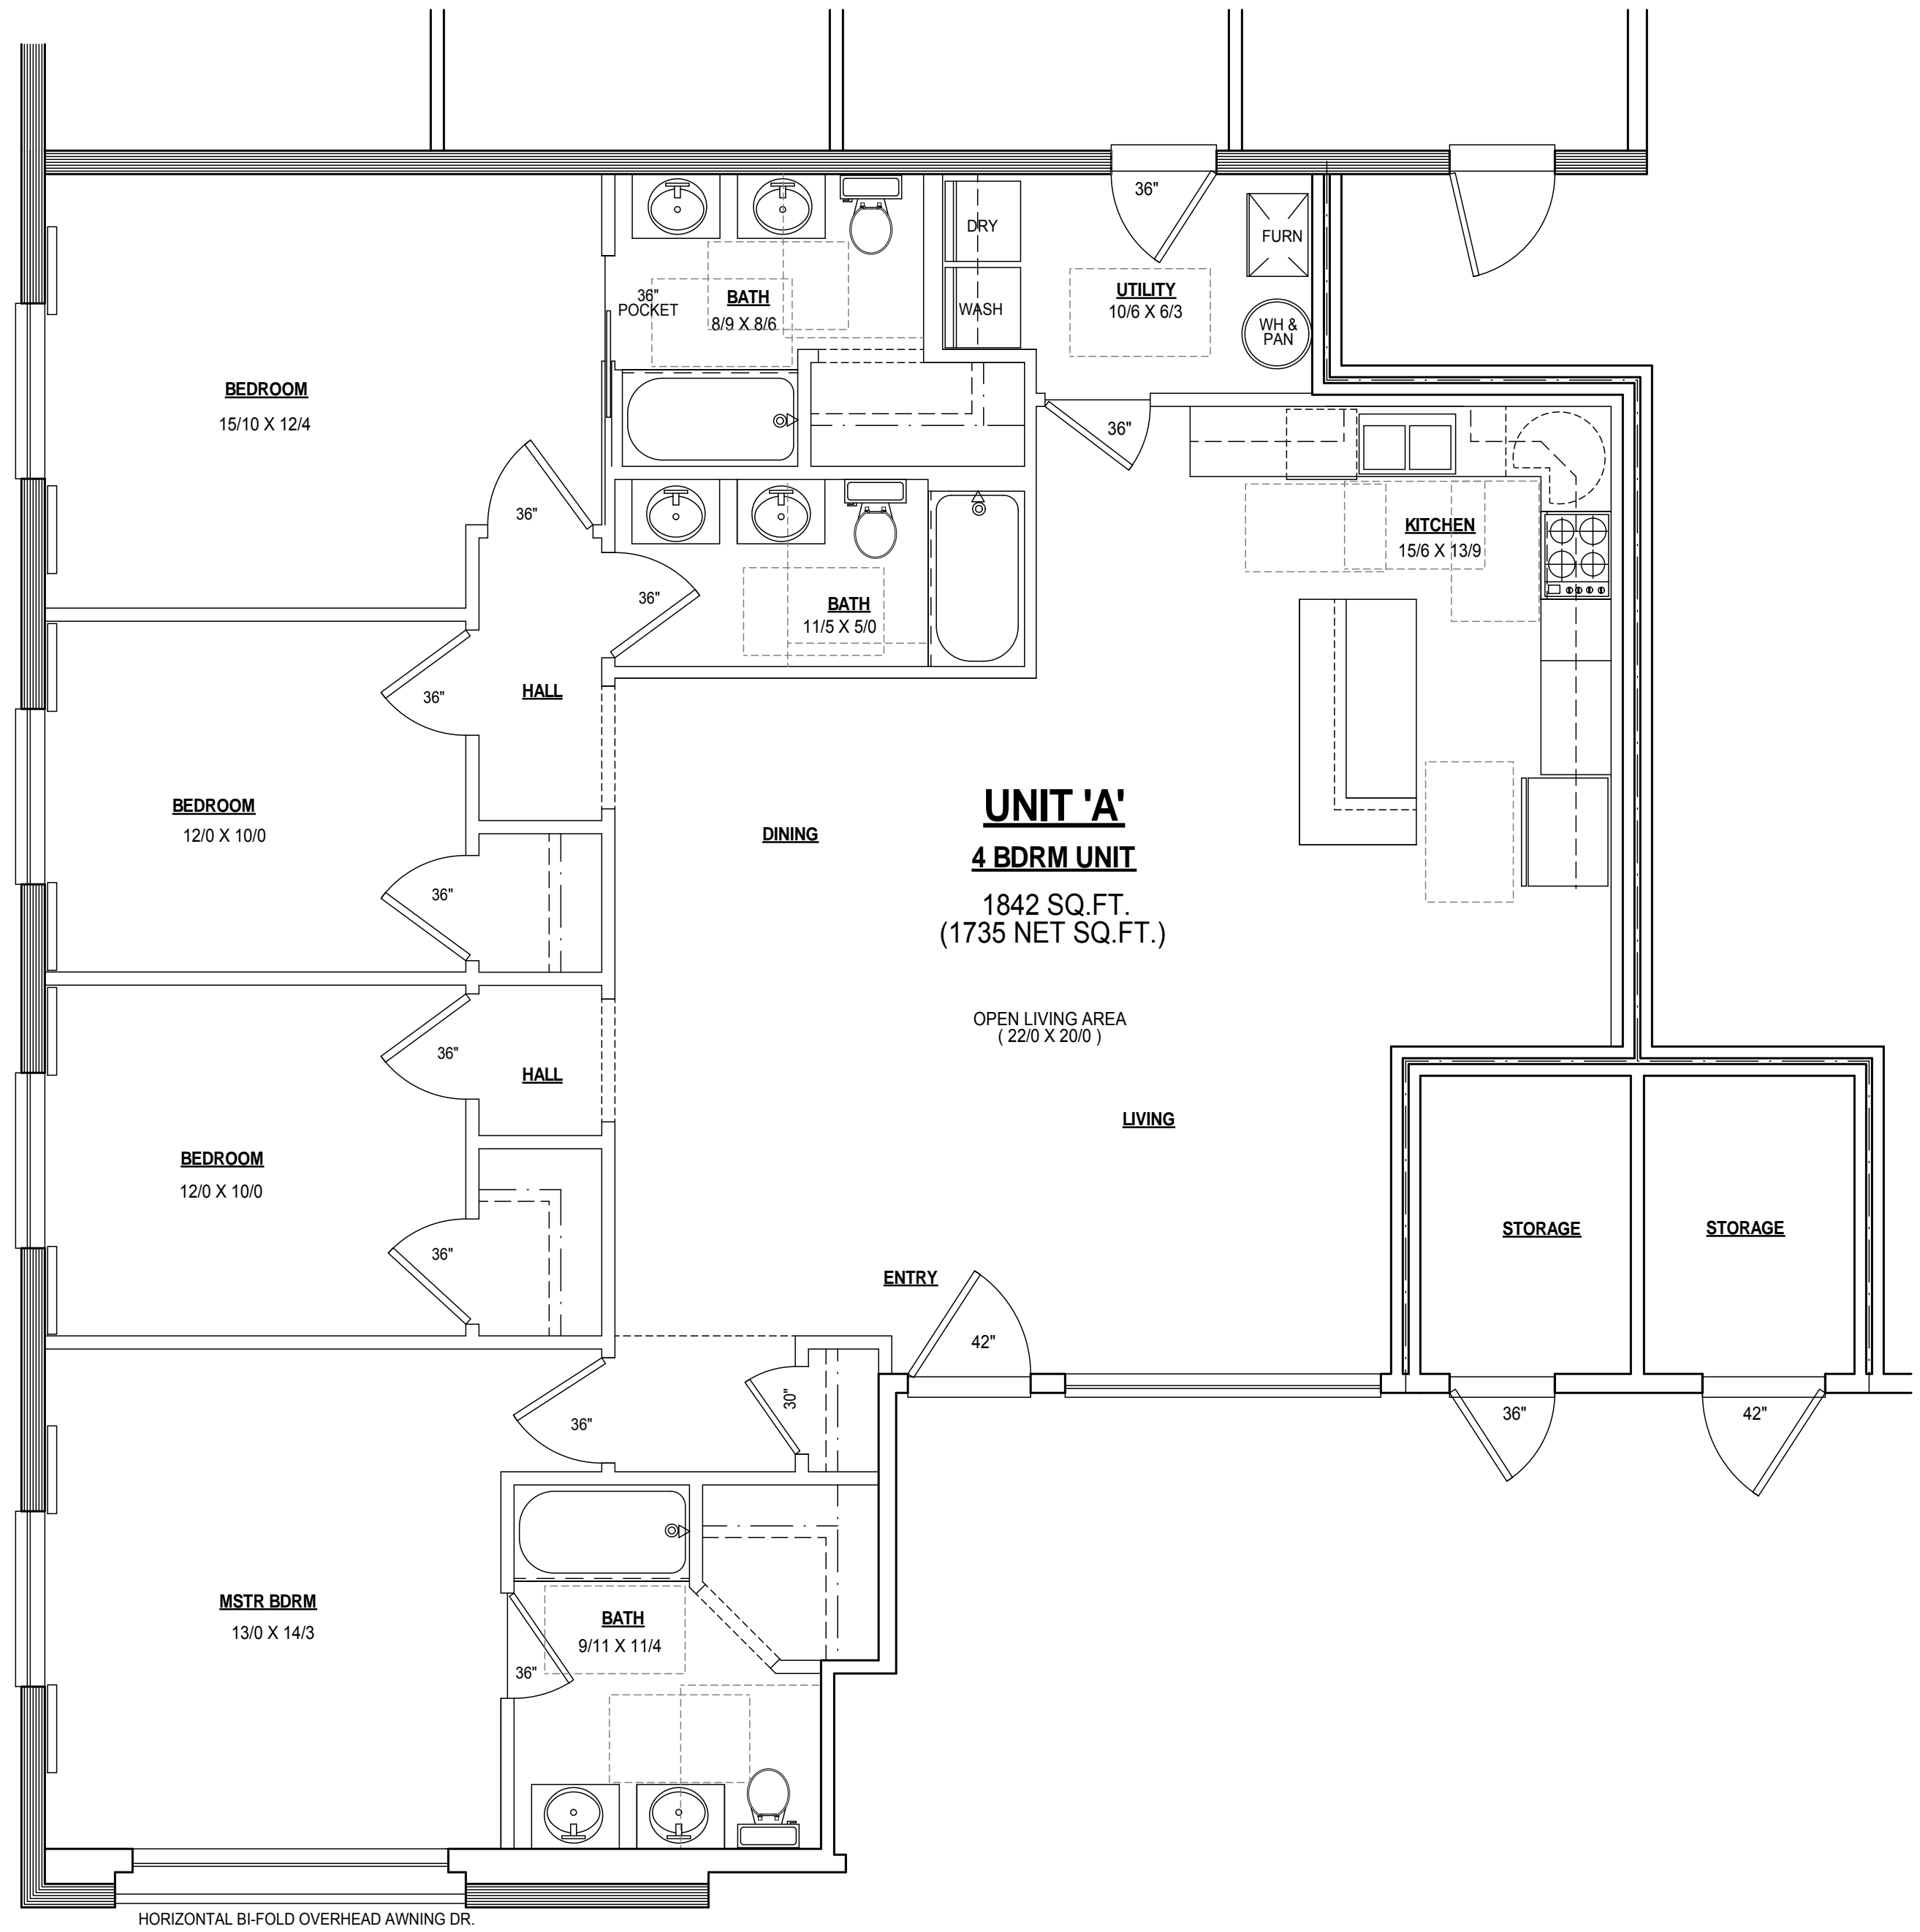 36"
DRY
FURN
36"
POCKET
BATH
8/9 X 8/6
WASH
UTILITY
10/6 X 6/3
WH &
PAN
BEDROOM
15/10 X 12/4
36"
36"
KITCHEN
15/6 X 13/9
36"
BATH
11/5 X 5/0
36"
HALL
BEDROOM
12/0 X 10/0
DINING
UNIT 'A'
4 BDRM UNIT
1842 SQ.FT.
(1735 NET SQ.FT.)
36"
OPEN LIVING AREA
( 22/0 X 20/0 )
36"
HALL
LIVING
BEDROOM
12/0 X 10/0
36"
STORAGE
STORAGE
ENTRY
42"
30"
36"
36"
42"
MSTR BDRM
13/0 X 14/3
BATH
9/11 X 11/4
36"
HORIZONTAL BI-FOLD OVERHEAD AWNING DR.